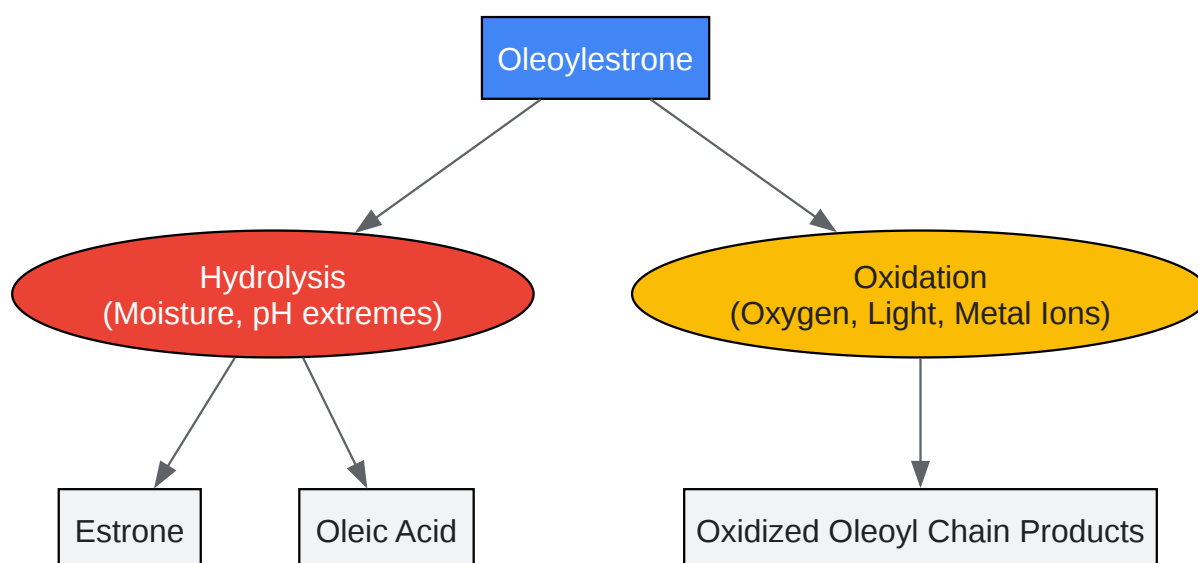 Oleoylestrone
Hydrolysis
(Moisture, pH extremes)
Oxidation
(Oxygen, Light, Metal Ions)
Estrone
Oleic Acid
Oxidized Oleoyl Chain Products